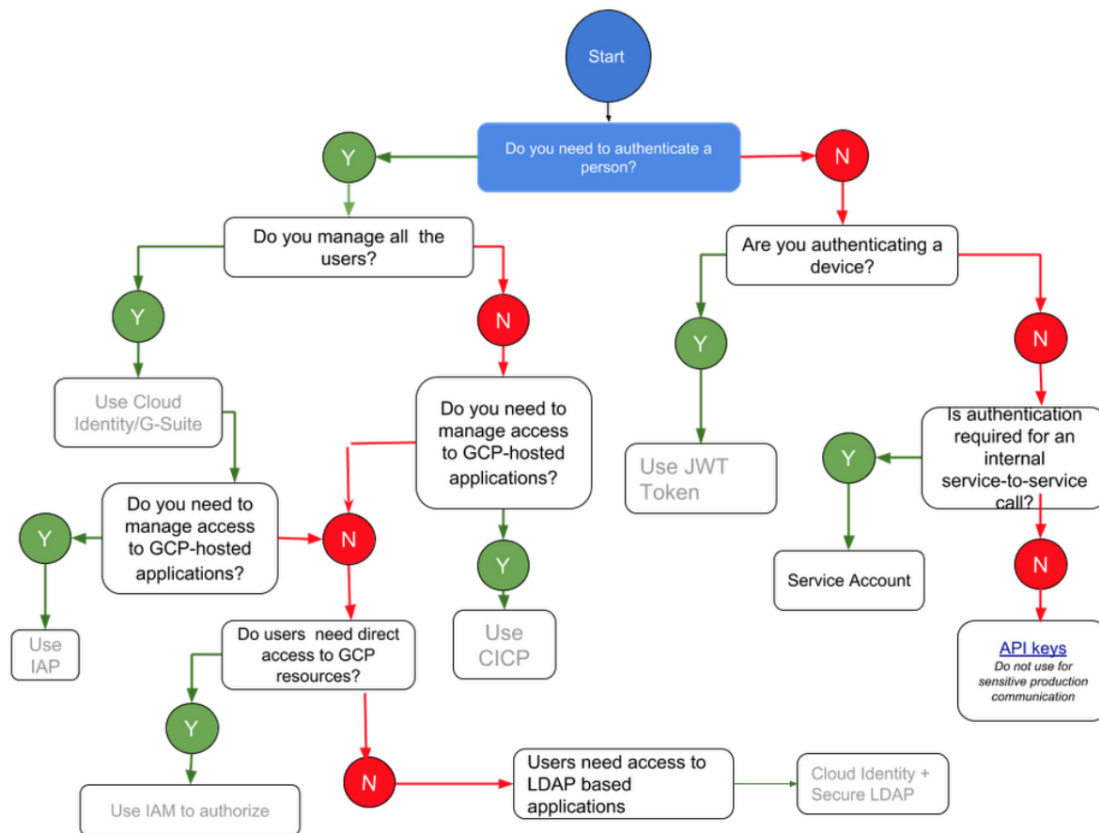 Start
Do you need to authenticate a
person?
Y
N
Do you manage all the
users?
Are you authenticating a
device?
Y
N
Y
N
Use Cloud
Identity/G-Suite
Do you need to
manage access
to GCP-hosted
applications?
Use JWT
Token
Is authentication
required for an
internal
service-to-service
call?
Y
Do you need to
manage access
to GCP-hosted
applications?
Y
N
Y
N
Service Account
Use
IAP
Do users need direct
access to GCP
resources?
Use
CICP
API keys
Do not use for
sensitive production
communication
Y
N
Users need access to
LDAP based
applications
Cloud Identity +
Secure LDAP
Use IAM to authorize